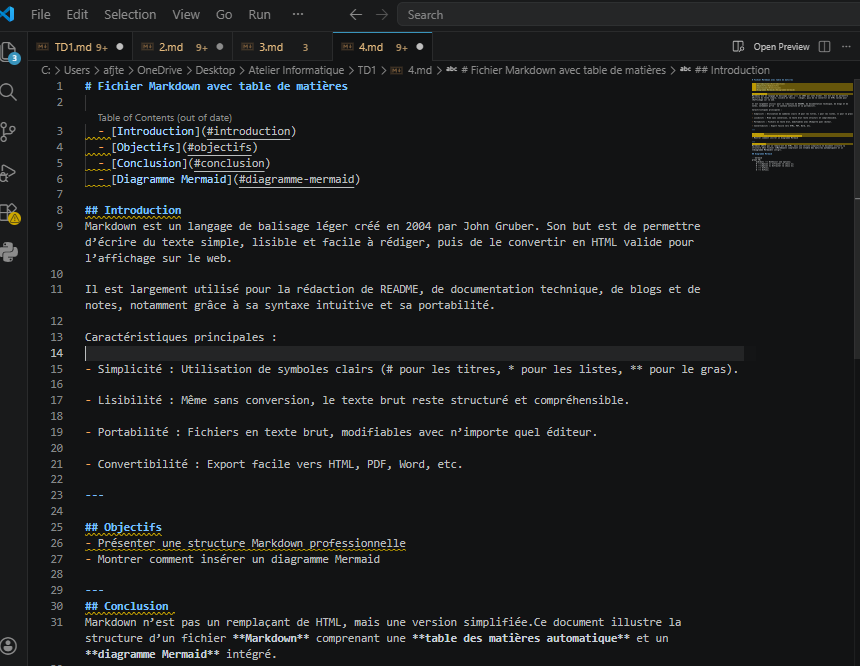 File Edit Selection View Go Run ··· ← → Search
TD1.md 9+ ● 2.md 9+ ● 3.md 3 4.md 9+ ● Open Preview ···
C: > Users > afjte > OneDrive > Desktop > Atelier Informatique > TD1 > 4.md > # Fichier Markdown avec table de matières > ## Introduction
3
1 # Fichier Markdown avec table de matières
2
Table of Contents (out of date)
3 - [Introduction](#introduction)
4 - [Objectifs](#objectifs)
5 - [Conclusion](#conclusion)
6 - [Diagramme Mermaid](#diagramme-mermaid)
7
8 ## Introduction
9 Markdown est un langage de balisage léger créé en 2004 par John Gruber. Son but est de permettre
d’écrire du texte simple, lisible et facile à rédiger, puis de le convertir en HTML valide pour
l’affichage sur le web.
10
11 Il est largement utilisé pour la rédaction de README, de documentation technique, de blogs et de
notes, notamment grâce à sa syntaxe intuitive et sa portabilité.
12
13 Caractéristiques principales :
14
15 - Simplicité : Utilisation de symboles clairs (# pour les titres, * pour les listes, ** pour le gras).
16
17 - Lisibilité : Même sans conversion, le texte brut reste structuré et compréhensible.
18
19 - Portabilité : Fichiers en texte brut, modifiables avec n’importe quel éditeur.
20
21 - Convertibilité : Export facile vers HTML, PDF, Word, etc.
22
23 ---
24
25 ## Objectifs
26 - Présenter une structure Markdown professionnelle
27 - Montrer comment insérer un diagramme Mermaid
28
29 ---
30 ## Conclusion
31 Markdown n’est pas un remplaçant de HTML, mais une version simplifiée.Ce document illustre la
structure d’un fichier **Markdown** comprenant une **table des matières automatique** et un
**diagramme Mermaid** intégré.